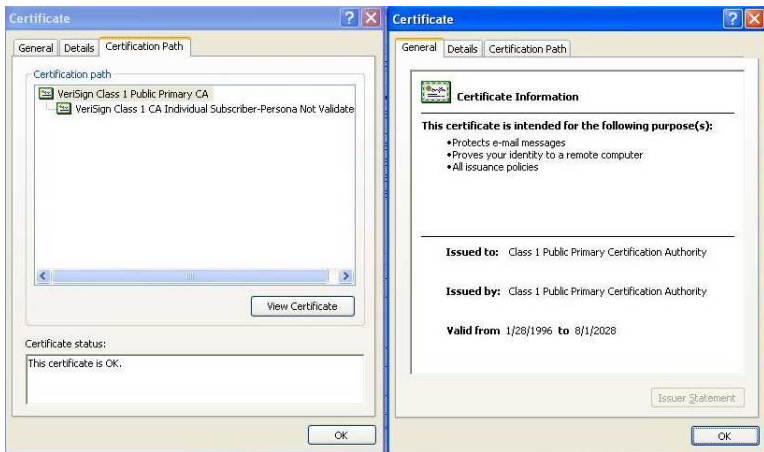 Certificate
General Details Certification Path
Certification path
VeriSign Class 1 Public Primary CA
VeriSign Class 1 CA Individual Subscriber-Persona Not Validate
View Certificate
Certificate status:
This certificate is OK.
OK
Certificate
General Details Certification Path
Certificate Information
This certificate is intended for the following purpose(s):
•Protects e-mail messages
•Proves your identity to a remote computer
•All issuance policies
Issued to: Class 1 Public Primary Certification Authority
Issued by: Class 1 Public Primary Certification Authority
Valid from 1/28/1996 to 8/1/2028
Issuer Statement
OK